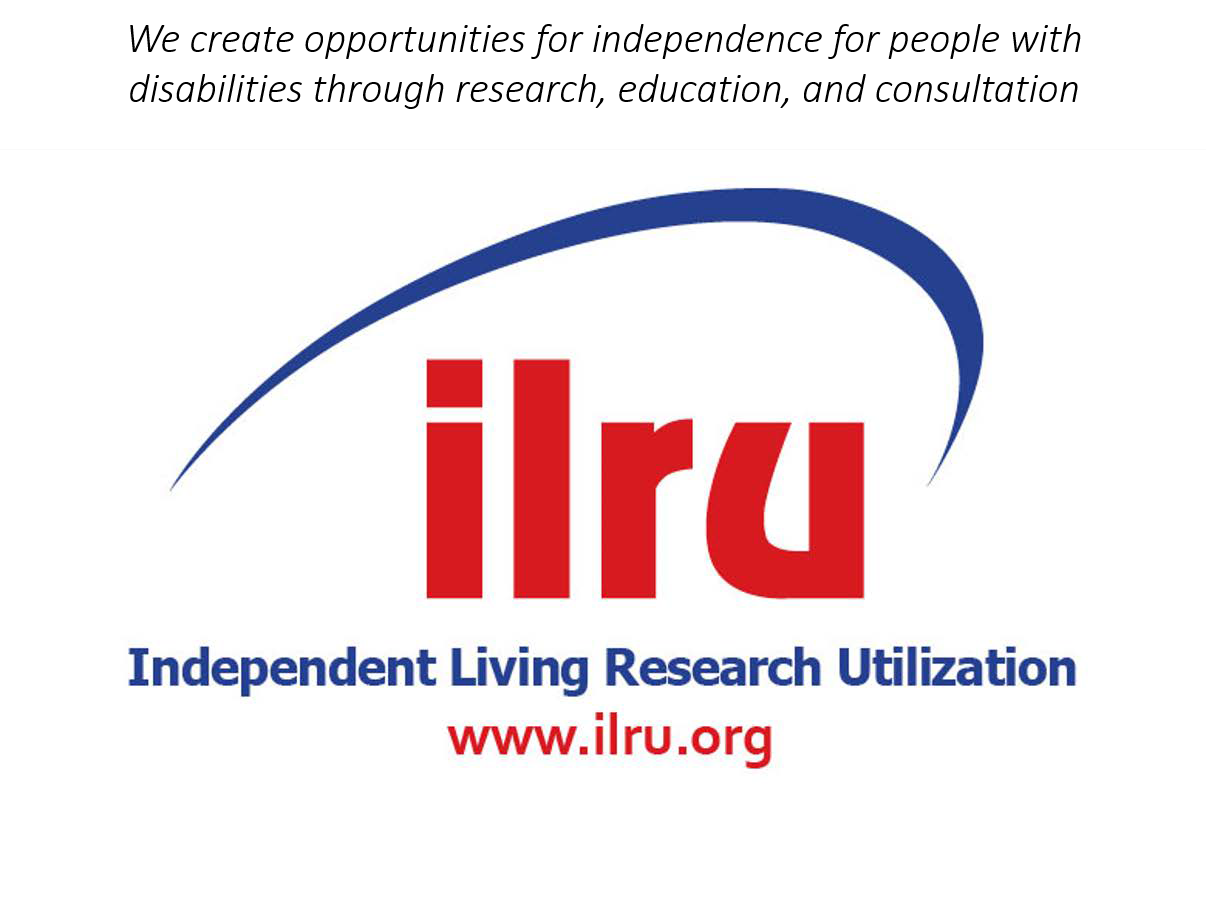 We create opportunities for independence for people with
disabilities through research, education, and consultation
ilru
Independent Living Research Utilization
www.ilru.org